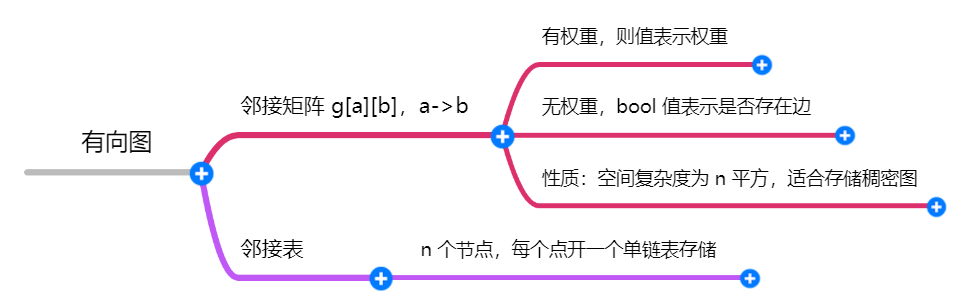 有向图
邻接矩阵 g[a][b]，a->b
有权重，则值表示权重
无权重，bool 值表示是否存在边
性质：空间复杂度为 n 平方，适合存储稠密图
邻接表
n 个节点，每个点开一个单链表存储